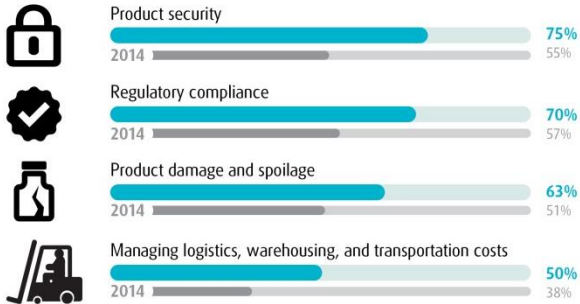 Product security
75%
2014 55%
Regulatory compliance
70%
2014 57%
Product damage and spoilage
63%
2014 51%
Managing logistics, warehousing, and transportation costs
50%
2014 38%